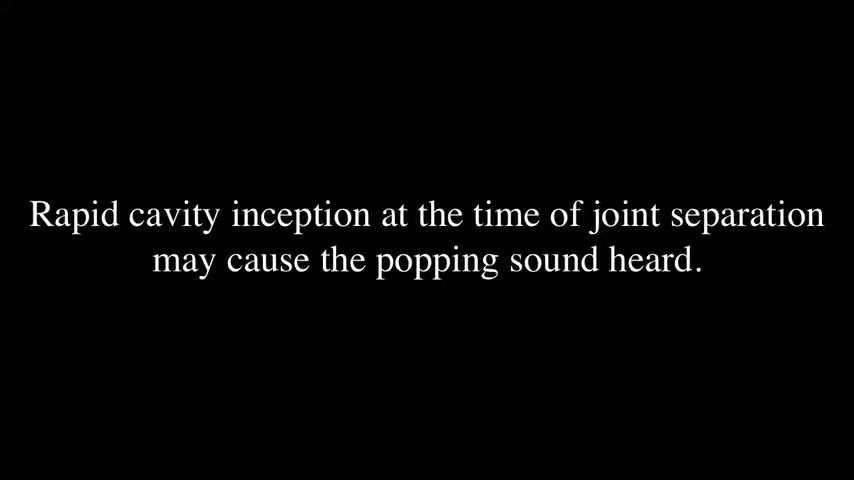 Rapid cavity inception at the time of joint separation
may cause the popping sound heard.